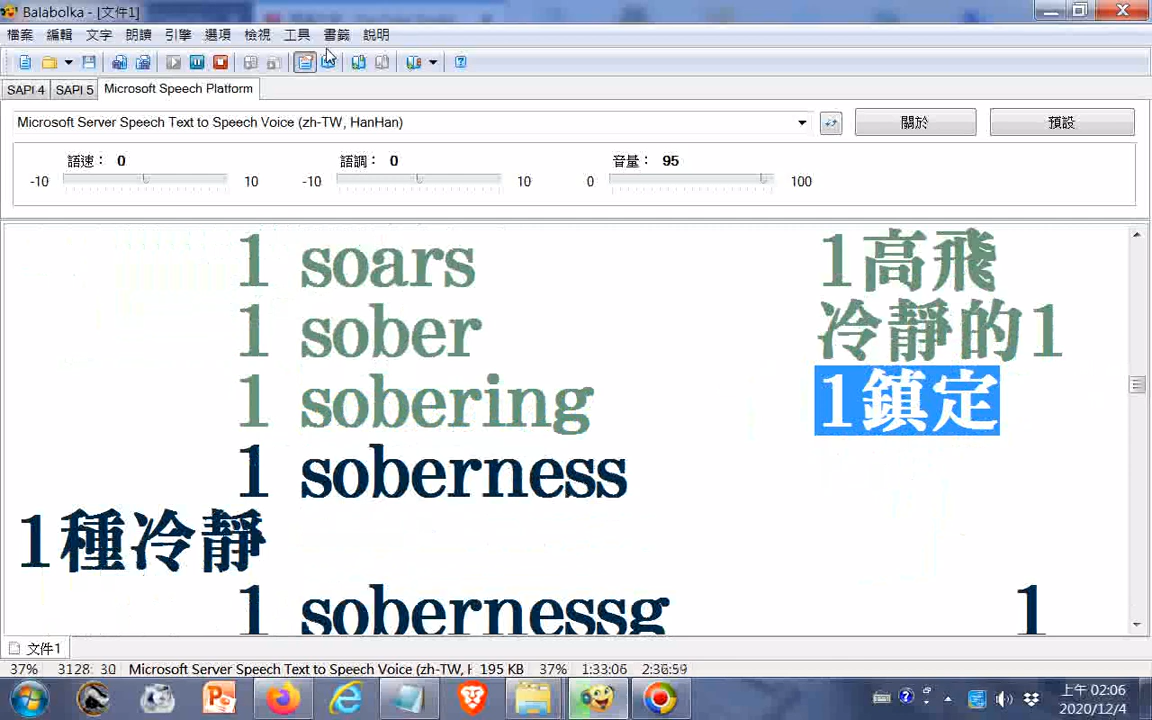 Balabolka - [文件1]
檔案 編輯 文字 朗讀 引擎 選項 檢視 工具 書籤 說明
SAPI 4 SAPI 5 Microsoft Speech Platform
Microsoft Server Speech Text to Speech Voice (zh-TW, HanHan) 關於 預設
語速： 0 語調： 0 音量： 95
-10 10 -10 10 0 100
1 soars 1高飛
1 sober 冷靜的1
1 sobering 1鎮定
1 soberness
1種冷靜
1 sobernessg 1
文件1
37% 3128: 30 Microsoft Server Speech Text to Speech Voice (zh-TW, H 195 KB 37% 1:33:06 2:36:59
上午 02:06
2020/12/4